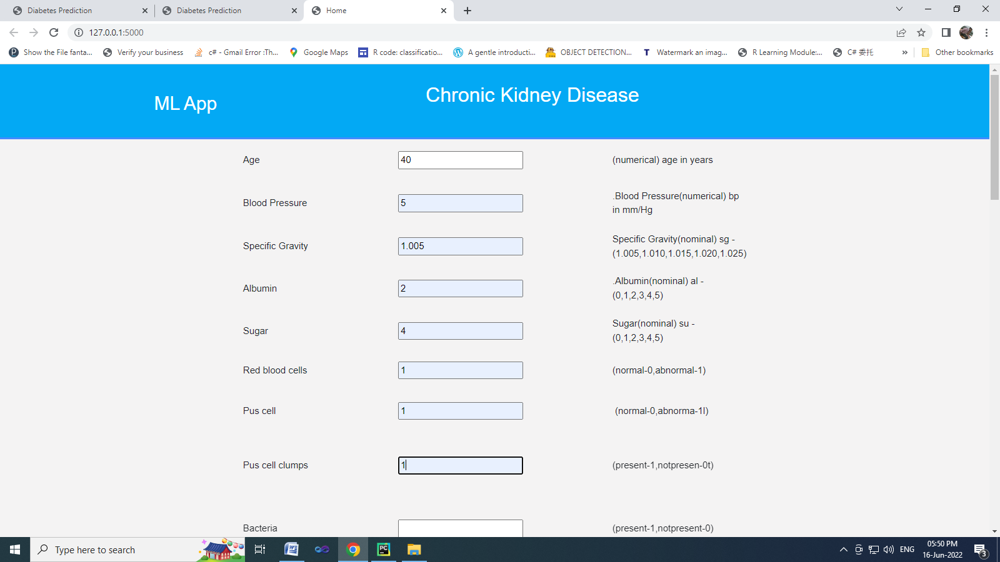 Diabetes Prediction
Diabetes Prediction
Home
127.0.0.1:5000
Show the File fanta...
Verify your business
c# - Gmail Error :Th...
Google Maps
R code: classificatio...
A gentle introducti...
OBJECT DETECTION...
T Watermark an imag...
R Learning Module:...
C# 委托
»
Other bookmarks
ML App
Chronic Kidney Disease
Age 40 (numerical) age in years
Blood Pressure 5 .Blood Pressure(numerical) bp
in mm/Hg
Specific Gravity 1.005 Specific Gravity(nominal) sg -
(1.005,1.010,1.015,1.020,1.025)
Albumin 2 .Albumin(nominal) al -
(0,1,2,3,4,5)
Sugar 4 Sugar(nominal) su -
(0,1,2,3,4,5)
Red blood cells 1 (normal-0,abnormal-1)
Pus cell 1 (normal-0,abnorma-1l)
Pus cell clumps 1 (present-1,notpresen-0t)
Bacteria (present-1,notpresent-0)
Type here to search
ENG
05:50 PM
16-Jun-2022
3